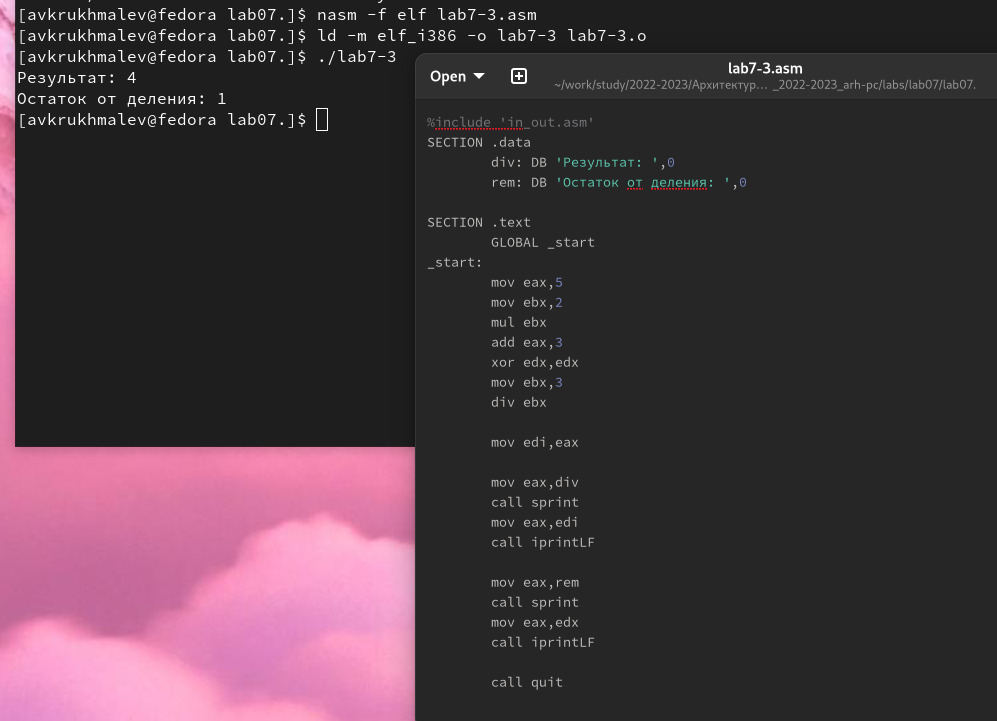 [avkrukhmalev@fedora lab07.]$ nasm -f elf lab7-3.asm
[avkrukhmalev@fedora lab07.]$ ld -m elf_i386 -o lab7-3 lab7-3.o
[avkrukhmalev@fedora lab07.]$ ./lab7-3
Результат: 4
Остаток от деления: 1
[avkrukhmalev@fedora lab07.]$
Open
lab7-3.asm
~/work/study/2022-2023/Архитектур… _2022-2023_arh-pc/labs/lab07/lab07.
%include 'in_out.asm'
SECTION .data
div: DB 'Результат: ',0
rem: DB 'Остаток от деления: ',0
SECTION .text
GLOBAL _start
_start:
mov eax,5
mov ebx,2
mul ebx
add eax,3
xor edx,edx
mov ebx,3
div ebx
mov edi,eax
mov eax,div
call sprint
mov eax,edi
call iprintLF
mov eax,rem
call sprint
mov eax,edx
call iprintLF
call quit